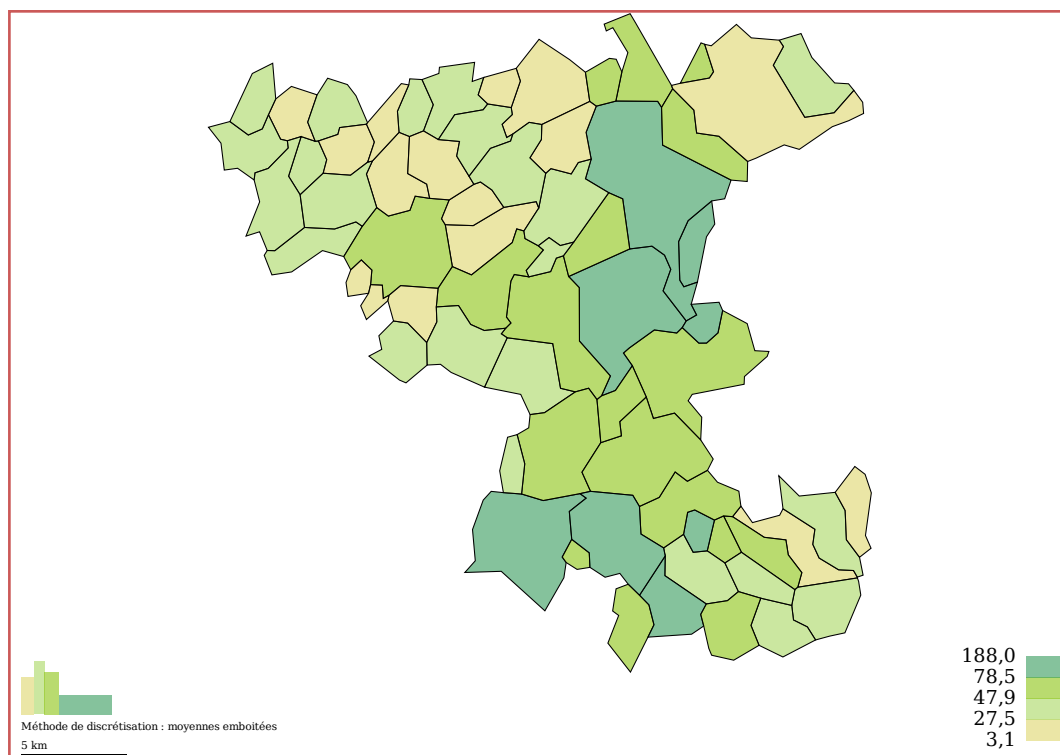 188,0
78,5
47,9
27,5
3,1
Méthode de discrétisation : moyennes emboitées
5 km